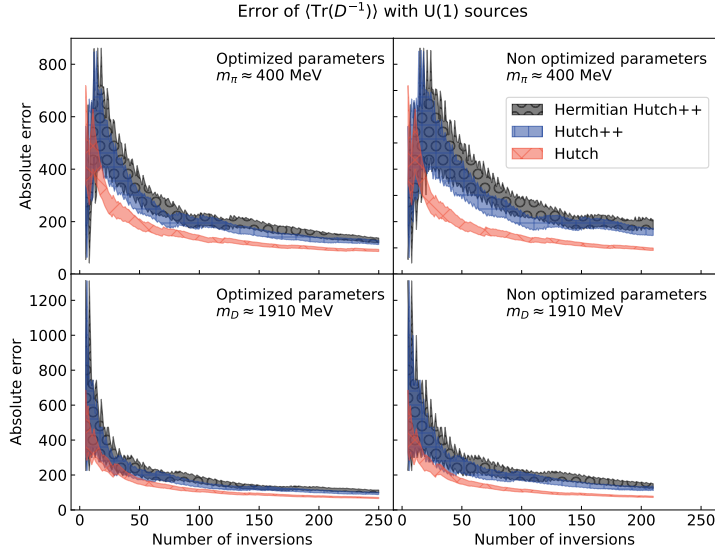 Error of ⟨Tr(D⁻¹)⟩ with U(1) sources
Optimized parameters
mπ ≈ 400 MeV
Non optimized parameters
mπ ≈ 400 MeV
Hermitian Hutch++
Hutch++
Hutch
Absolute error
800
600
400
200
0
Optimized parameters
m_D ≈ 1910 MeV
Non optimized parameters
m_D ≈ 1910 MeV
Absolute error
1200
1000
800
600
400
200
0
0 50 100 150 200 250
0 50 100 150 200 250
Number of inversions
Number of inversions